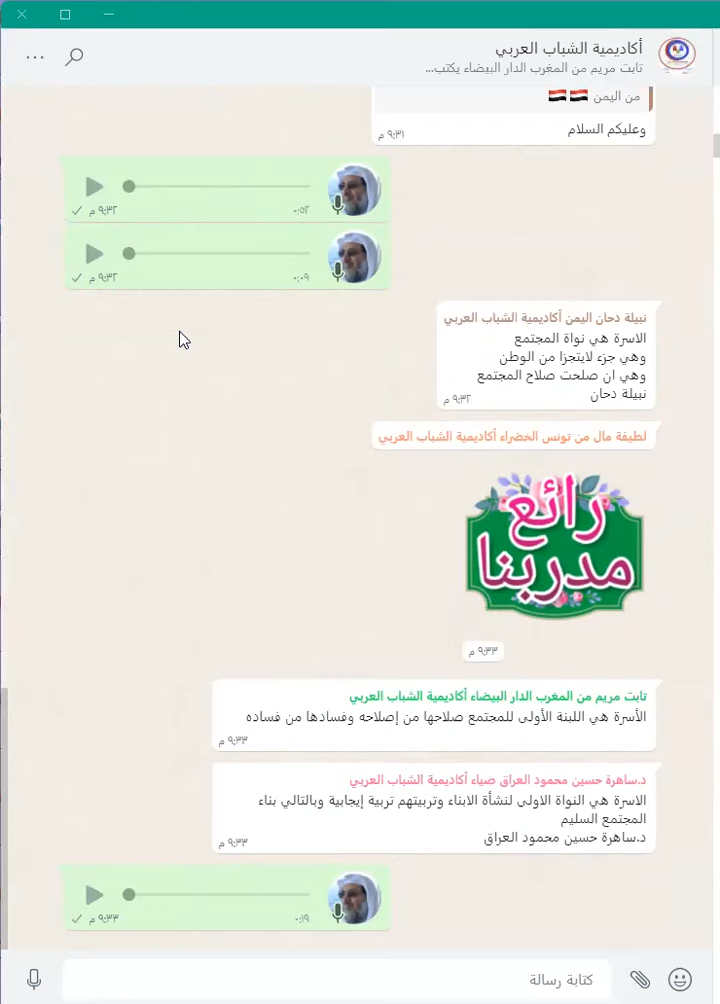 أكاديمية الشباب العربي
ثابت مريم من المغرب الدار البيضاء يكتب...
من اليمن 🇾🇪🇾🇪
وعليكم السلام
٩:٣١ م
٠:٥٢
٩:٣٢ م
٠:٠٩
٩:٣٢ م
نبيلة دحان اليمن أكاديمية الشباب العربي
الاسرة هي نواة المجتمع
وهي جزء لايتجزا من الوطن
وهي ان صلحت صلاح المجتمع
نبيلة دحان
٩:٣٢ م
لطيفة مال من تونس الخضراء أكاديمية الشباب العربي
رائع
مدربنا
٩:٣٣ م
ثابت مريم من المغرب الدار البيضاء أكاديمية الشباب العربي
الأسرة هي اللبنة الأولى للمجتمع صلاحها من إصلاحه وفسادها من فساده
٩:٣٣ م
د.ساهرة حسين محمود العراق ضياء أكاديمية الشباب العربي
الاسرة هي النواة الاولى لنشأة الابناء وتربيتهم تربية إيجابية وبالتالي بناء
المجتمع السليم
د.ساهرة حسين محمود العراق
٩:٣٣ م
٠:١٩
٩:٣٣ م
كتابة رسالة